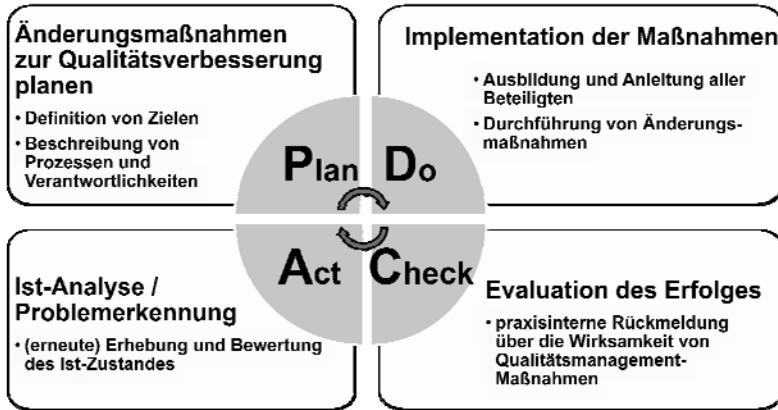 Änderungsmaßnahmen
zur Qualitätsverbesserung
planen
• Definition von Zielen
• Beschreibung von
Prozessen und
Verantwortlichkeiten
Implementation der Maßnahmen
• Ausbildung und Anleitung aller
Beteiligten
• Durchführung von Änderungs-
maßnahmen
Plan
Do
Act
Check
Ist-Analyse /
Problemerkennung
• (erneute) Erhebung und Bewertung
des Ist-Zustandes
Evaluation des Erfolges
• praxisinterne Rückmeldung
über die Wirksamkeit von
Qualitätsmanagement-
Maßnahmen